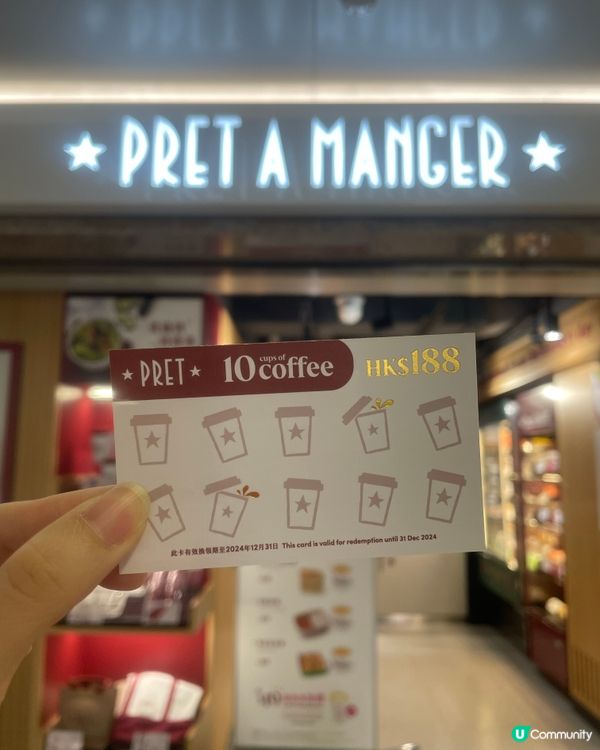 ★ PRET A MANGER ★
★ PRET ★ 10 cups of coffee HK$188
此卡有效換領期至2024年12月31日 This card is valid for redemption until 31 Dec 2024
U Community